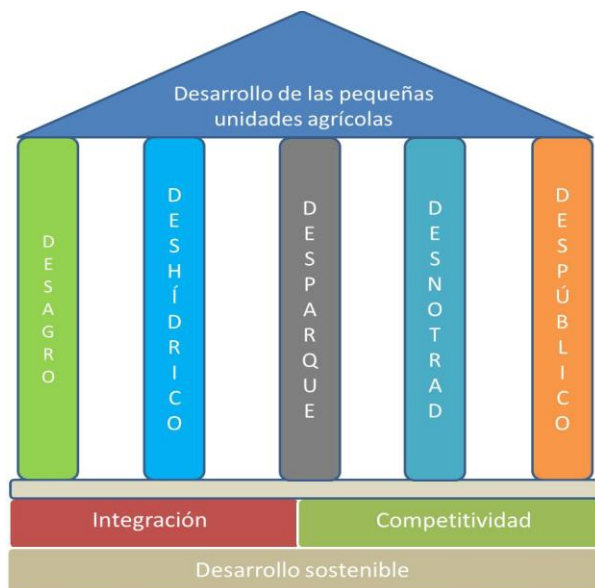 Desarrollo de las pequeñas
unidades agrícolas
DESAGRO
DESHÍDRICO
DESPARQUE
DESNOTRAD
DESPÚBLICO
Integración
Competitividad
Desarrollo sostenible